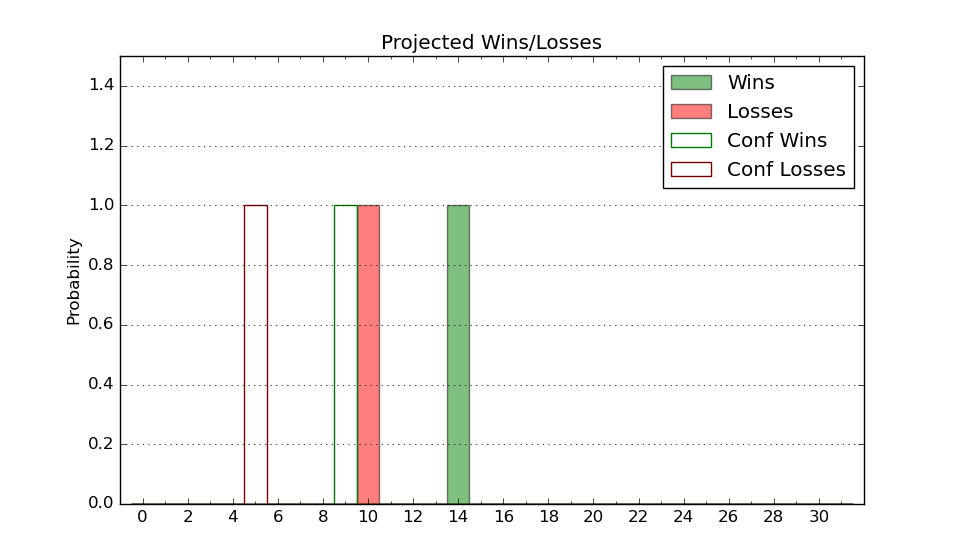 Projected Wins/Losses
1.4
1.2
1.0
0.8
0.6
0.4
0.2
0.0
Probability
Wins
Losses
Conf Wins
Conf Losses
0 2 4 6 8 10 12 14 16 18 20 22 24 26 28 30